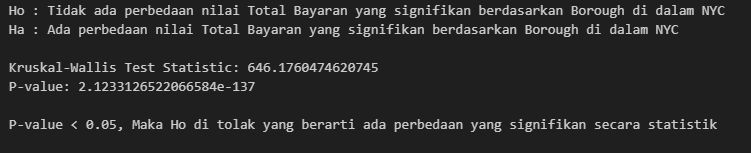 Ho : Tidak ada perbedaan nilai Total Bayaran yang signifikan berdasarkan Borough di dalam NYC
Ha : Ada perbedaan nilai Total Bayaran yang signifikan berdasarkan Borough di dalam NYC
Kruskal-Wallis Test Statistic: 646.1760474620745
P-value: 2.1233126522066584e-137
P-value < 0.05, Maka Ho di tolak yang berarti ada perbedaan yang signifikan secara statistik